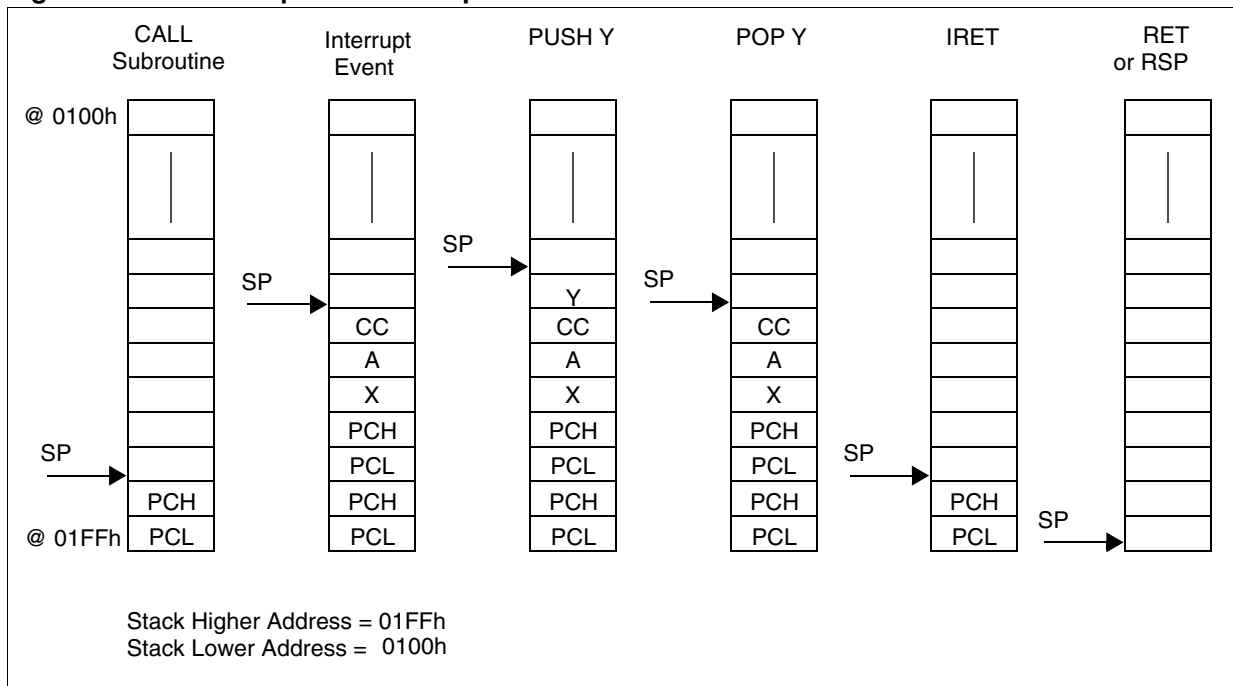 CALL
Subroutine
Interrupt
Event
PUSH Y
POP Y
IRET
RET
or RSP
@ 0100h
SP
SP
SP
Y
CC
CC
CC
A
A
A
X
X
X
PCH
PCH
PCH
SP
SP
PCL
PCL
PCL
PCH
PCH
PCH
PCH
PCH
SP
@ 01FFh
PCL
PCL
PCL
PCL
PCL
Stack Higher Address = 01FFh
Stack Lower Address = 0100h